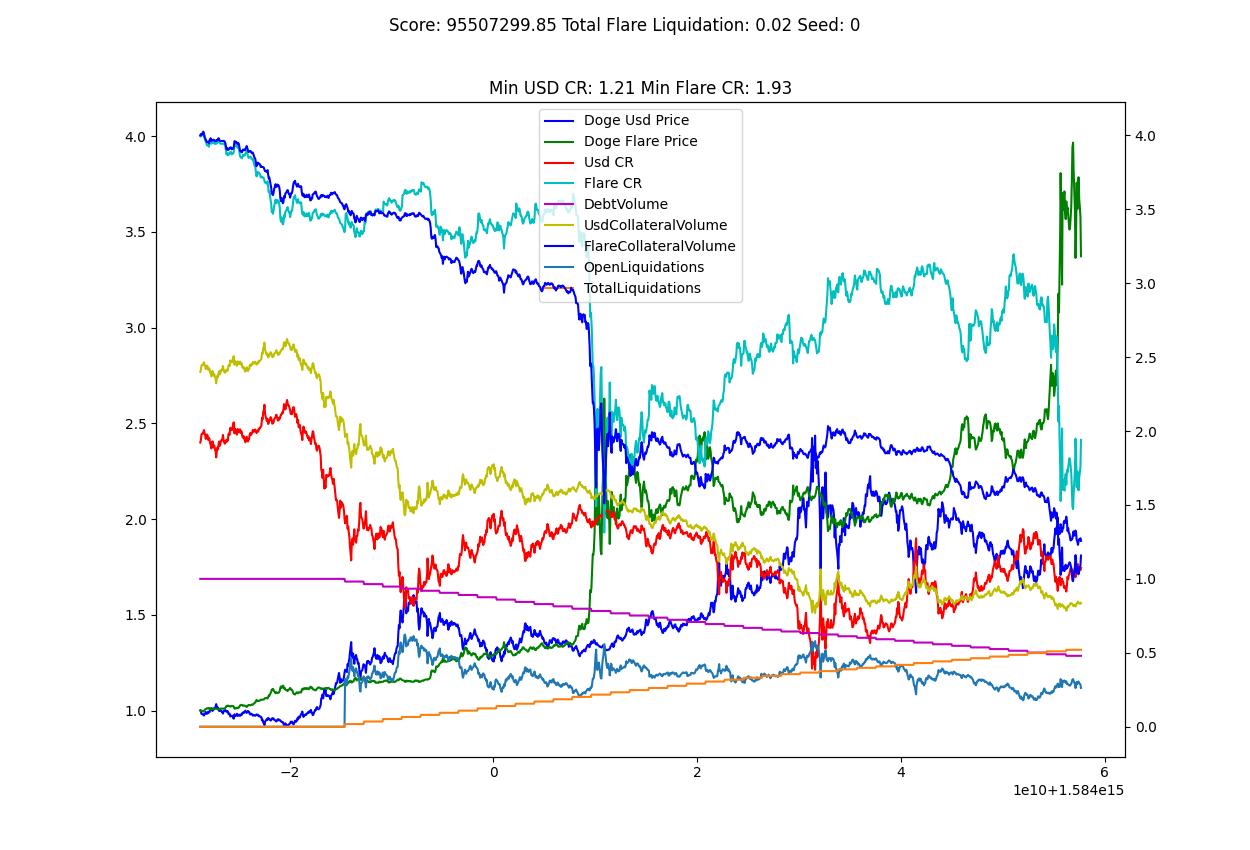 Score: 95507299.85 Total Flare Liquidation: 0.02 Seed: 0
Min USD CR: 1.21 Min Flare CR: 1.93
Doge Usd Price
Doge Flare Price
Usd CR
Flare CR
DebtVolume
UsdCollateralVolume
FlareCollateralVolume
OpenLiquidations
TotalLiquidations
4.0
3.5
3.0
2.5
2.0
1.5
1.0
4.0
3.5
3.0
2.5
2.0
1.5
1.0
0.5
0.0
−2
0
2
4
6
1e10+1.584e15